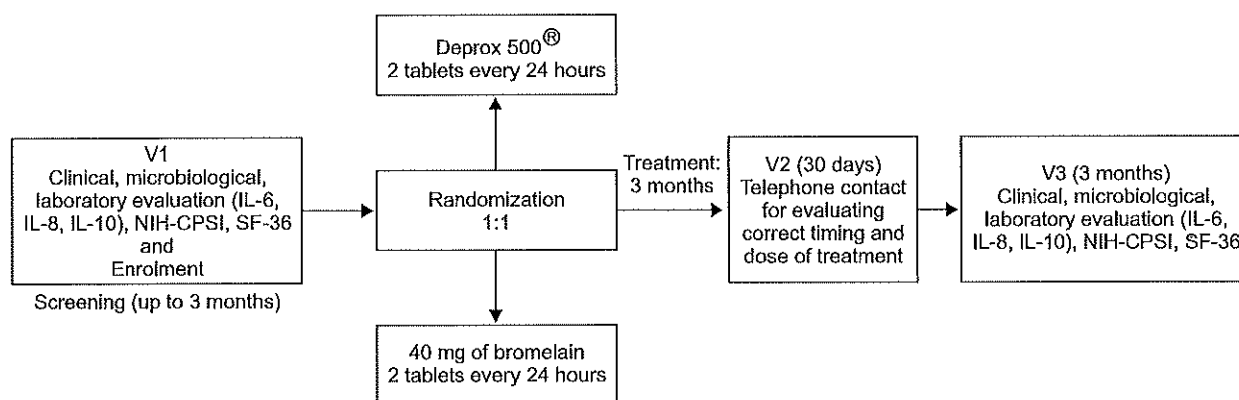 Deprox 500®
2 tablets every 24 hours
V1
Clinical, microbiological,
laboratory evaluation (IL-6,
IL-8, IL-10), NIH-CPSI, SF-36
and
Enrolment
Screening (up to 3 months)
Randomization
1:1
Treatment:
3 months
V2 (30 days)
Telephone contact
for evaluating
correct timing and
dose of treatment
V3 (3 months)
Clinical, microbiological,
laboratory evaluation (IL-6,
IL-8, IL-10), NIH-CPSI, SF-36
40 mg of bromelain
2 tablets every 24 hours